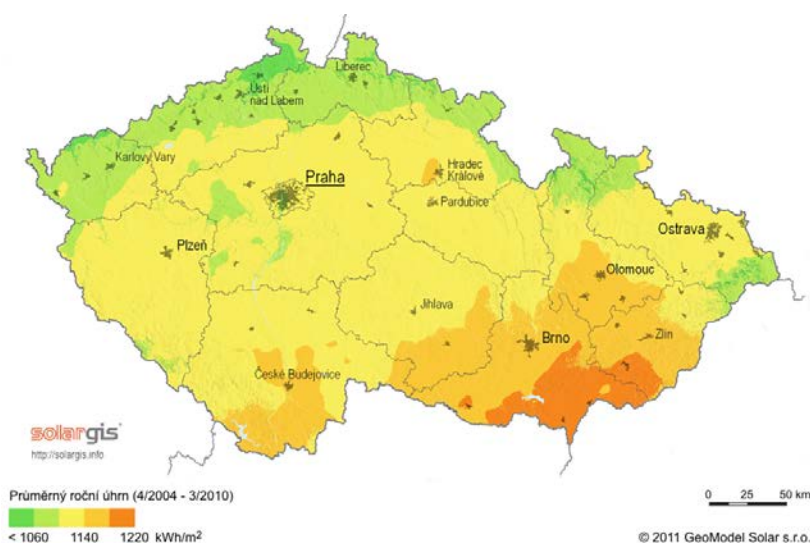 Liberec
Ústí
nad Labem
Karlovy Vary
Praha
Hradec
Králové
Pardubice
Plzeň
Ostrava
Olomouc
Jihlava
Brno
Zlín
České Budejovice
solargis
http://solargis.info
Průměrný roční úhrn (4/2004 - 3/2010)
< 1060 1140 1220 kWh/m²
0 25 50 km
© 2011 GeoModel Solar s.r.o.